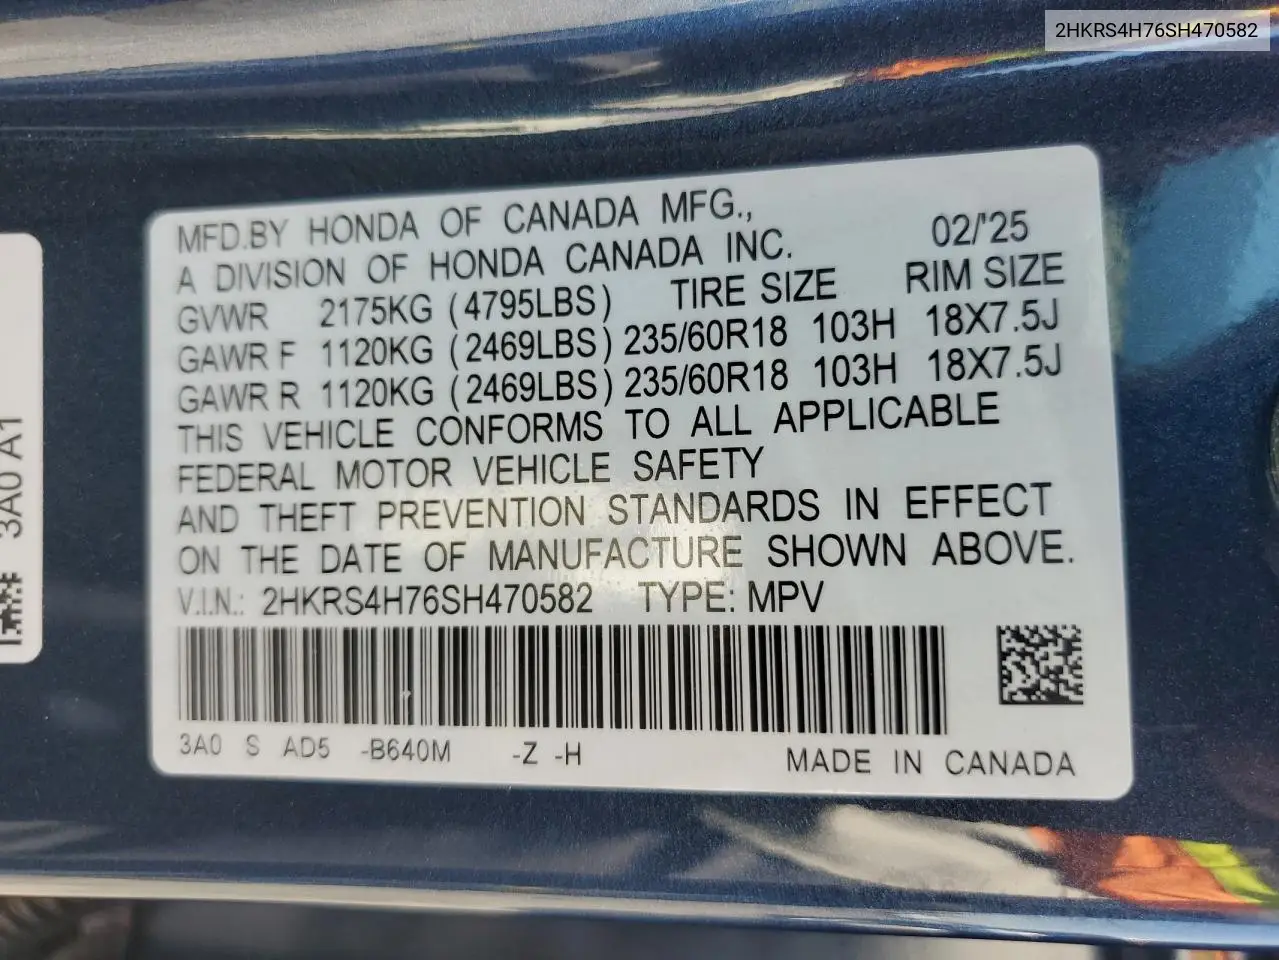 2HKRS4H76SH470582
MFD.BY HONDA OF CANADA MFG., 02/'25
A DIVISION OF HONDA CANADA INC.
GVWR 2175KG (4795LBS) TIRE SIZE RIM SIZE
GAWR F 1120KG (2469LBS) 235/60R18 103H 18X7.5J
GAWR R 1120KG (2469LBS) 235/60R18 103H 18X7.5J
THIS VEHICLE CONFORMS TO ALL APPLICABLE
FEDERAL MOTOR VEHICLE SAFETY
AND THEFT PREVENTION STANDARDS IN EFFECT
ON THE DATE OF MANUFACTURE SHOWN ABOVE.
V.I.N.: 2HKRS4H76SH470582 TYPE: MPV
3A0 S AD5 -B640M -Z -H MADE IN CANADA
3A0 A1